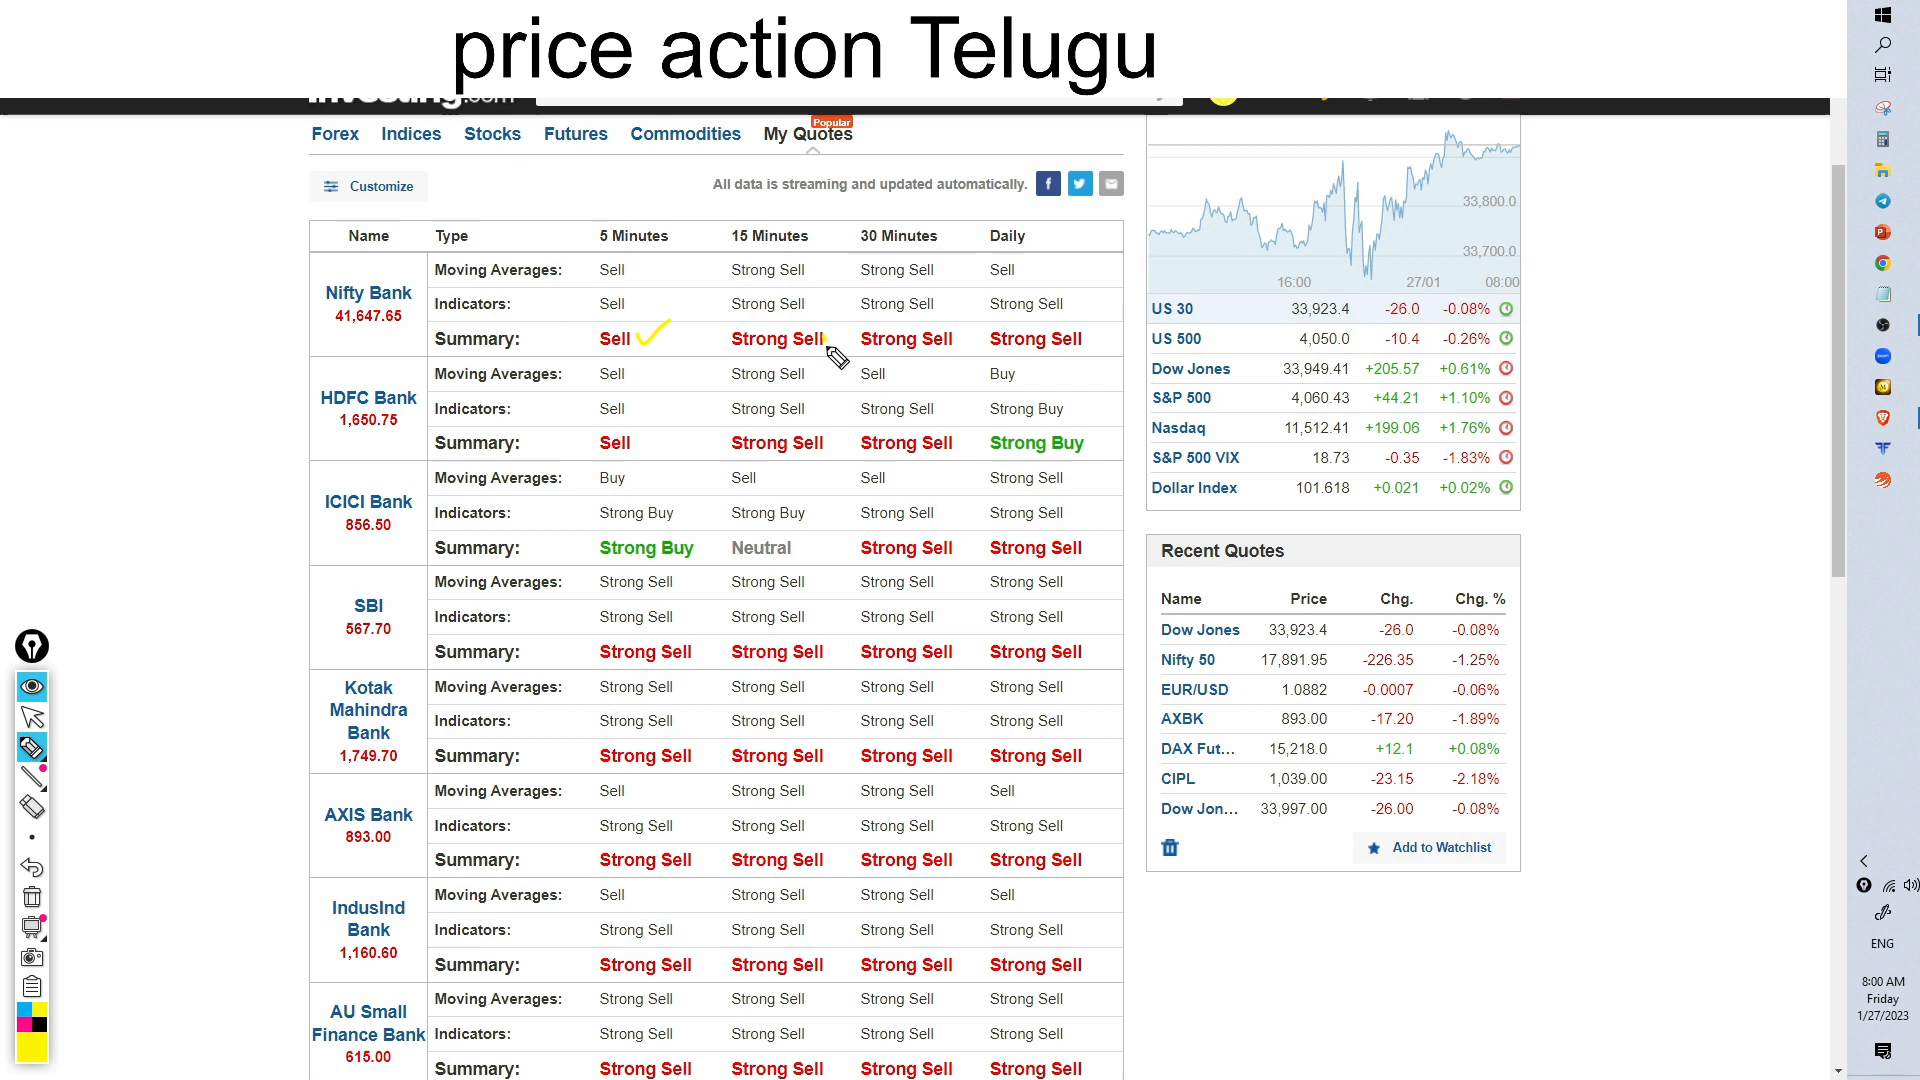 price action Telugu
Investing.com
Forex Indices Stocks Futures Commodities My Quotes Popular
Customize
All data is streaming and updated automatically.
Name Type 5 Minutes 15 Minutes 30 Minutes Daily
Nifty Bank
41,647.65
Moving Averages: Sell Strong Sell Strong Sell Sell
Indicators: Sell Strong Sell Strong Sell Strong Sell
Summary: Sell Strong Sell Strong Sell Strong Sell
HDFC Bank
1,650.75
Moving Averages: Sell Strong Sell Sell Buy
Indicators: Sell Strong Sell Strong Sell Strong Buy
Summary: Sell Strong Sell Strong Sell Strong Buy
ICICI Bank
856.50
Moving Averages: Buy Sell Sell Strong Sell
Indicators: Strong Buy Strong Buy Strong Sell Strong Sell
Summary: Strong Buy Neutral Strong Sell Strong Sell
SBI
567.70
Moving Averages: Strong Sell Strong Sell Strong Sell Strong Sell
Indicators: Strong Sell Strong Sell Strong Sell Strong Sell
Summary: Strong Sell Strong Sell Strong Sell Strong Sell
Kotak
Mahindra
Bank
1,749.70
Moving Averages: Strong Sell Strong Sell Strong Sell Strong Sell
Indicators: Strong Sell Strong Sell Strong Sell Strong Sell
Summary: Strong Sell Strong Sell Strong Sell Strong Sell
AXIS Bank
893.00
Moving Averages: Sell Strong Sell Strong Sell Sell
Indicators: Strong Sell Strong Sell Strong Sell Strong Sell
Summary: Strong Sell Strong Sell Strong Sell Strong Sell
IndusInd
Bank
1,160.60
Moving Averages: Sell Strong Sell Strong Sell Sell
Indicators: Strong Sell Strong Sell Strong Sell Strong Sell
Summary: Strong Sell Strong Sell Strong Sell Strong Sell
AU Small
Finance Bank
615.00
Moving Averages: Strong Sell Strong Sell Strong Sell Strong Sell
Indicators: Strong Sell Strong Sell Strong Sell Strong Sell
Summary: Strong Sell Strong Sell Strong Sell Strong Sell
33,800.0
33,700.0
16:00 27/01 08:00
US 30 33,923.4 -26.0 -0.08%
US 500 4,050.0 -10.4 -0.26%
Dow Jones 33,949.41 +205.57 +0.61%
S&P 500 4,060.43 +44.21 +1.10%
Nasdaq 11,512.41 +199.06 +1.76%
S&P 500 VIX 18.73 -0.35 -1.83%
Dollar Index 101.618 +0.021 +0.02%
Recent Quotes
Name Price Chg. Chg. %
Dow Jones 33,923.4 -26.0 -0.08%
Nifty 50 17,891.95 -226.35 -1.25%
EUR/USD 1.0882 -0.0007 -0.06%
AXBK 893.00 -17.20 -1.89%
DAX Fut... 15,218.0 +12.1 +0.08%
CIPL 1,039.00 -23.15 -2.18%
Dow Jon... 33,997.00 -26.00 -0.08%
Add to Watchlist
ENG
8:00 AM
Friday
1/27/2023